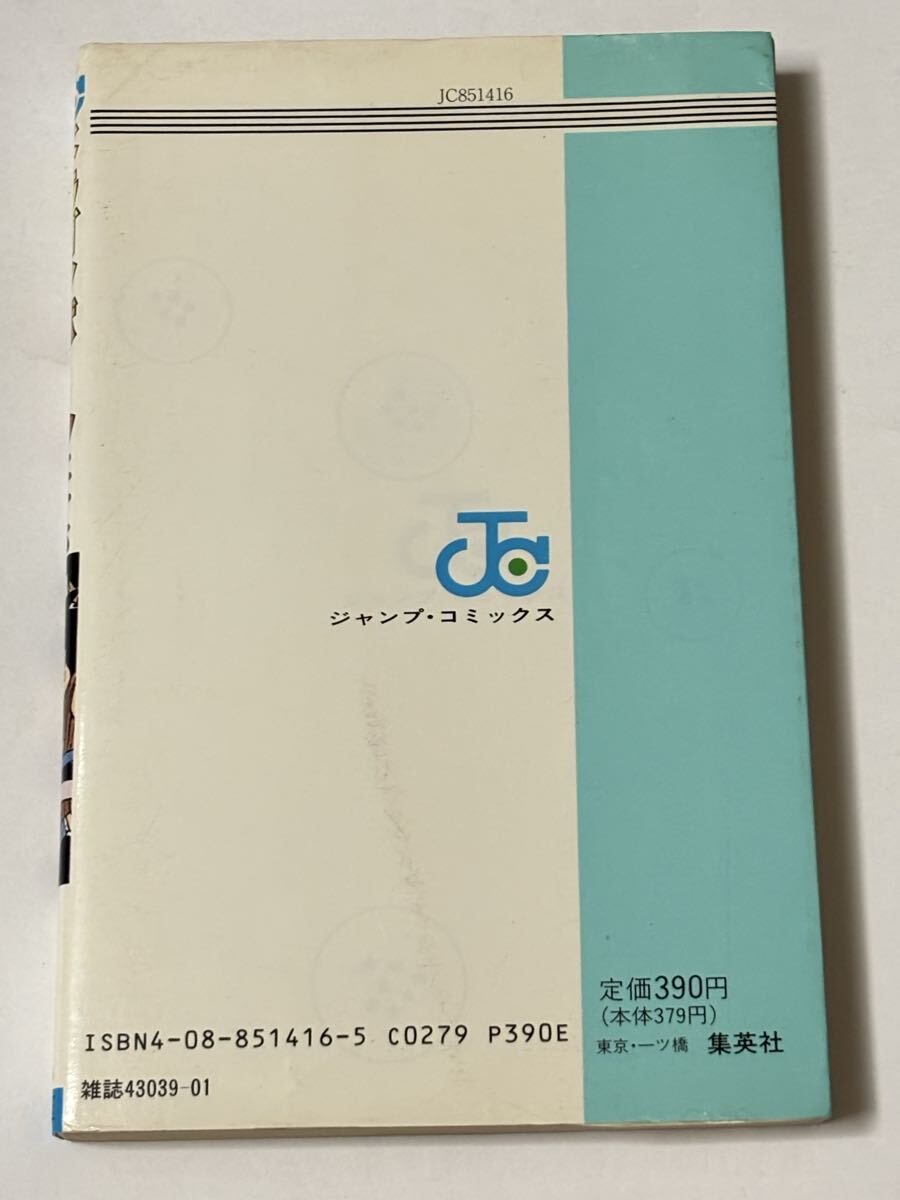 JC851416
JC
ジャンプ・コミックス
定価390円
(本体379円)
東京・一ツ橋 集英社
ISBN4-08-851416-5 C0279 P390E
雑誌43039-01